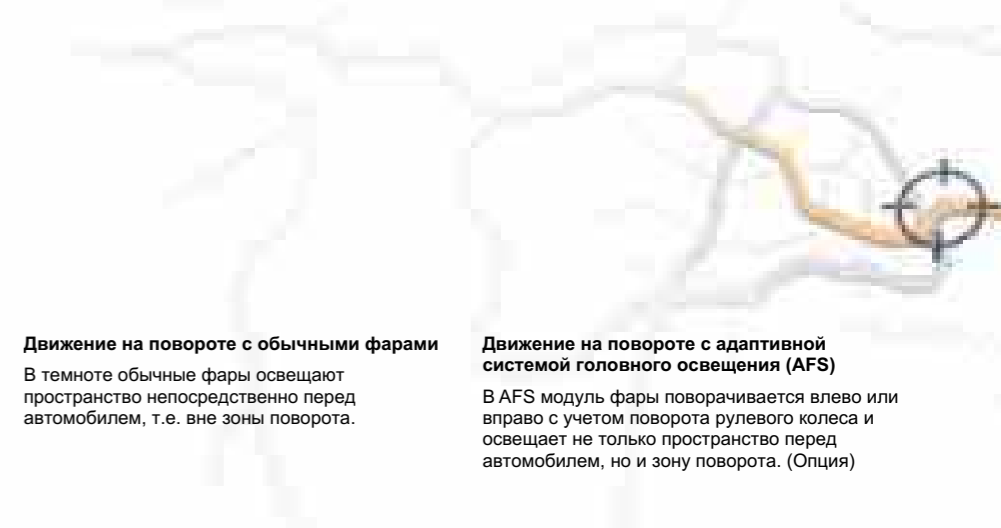 Движение на повороте с обычными фарами
В темноте обычные фары освещают
пространство непосредственно перед
автомобилем, т.е. вне зоны поворота.
Движение на повороте с адаптивной
системой головного освещения (AFS)
В AFS модуль фары поворачивается влево или
вправо с учетом поворота рулевого колеса и
освещает не только пространство перед
автомобилем, но и зону поворота. (Опция)